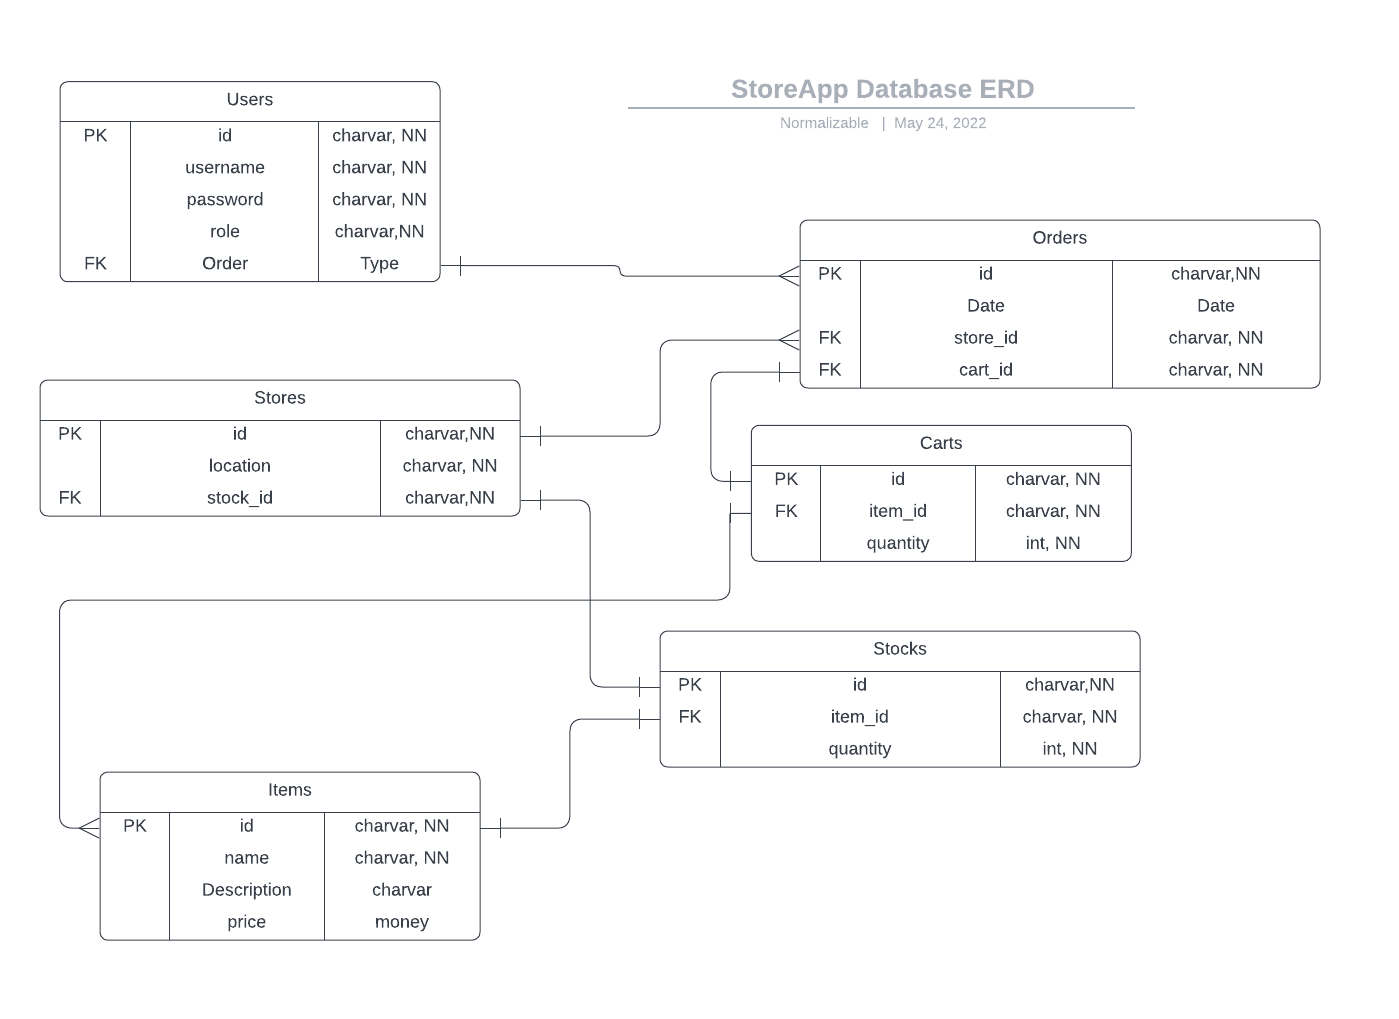 StoreApp Database ERD
Normalizable | May 24, 2022
Users
PK id charvar, NN
username charvar, NN
password charvar, NN
role charvar,NN
FK Order Type
Orders
PK id charvar,NN
Date Date
FK store_id charvar, NN
FK cart_id charvar, NN
Stores
PK id charvar,NN
location charvar, NN
FK stock_id charvar,NN
Carts
PK id charvar, NN
FK item_id charvar, NN
quantity int, NN
Stocks
PK id charvar,NN
FK item_id charvar, NN
quantity int, NN
Items
PK id charvar, NN
name charvar, NN
Description charvar
price money